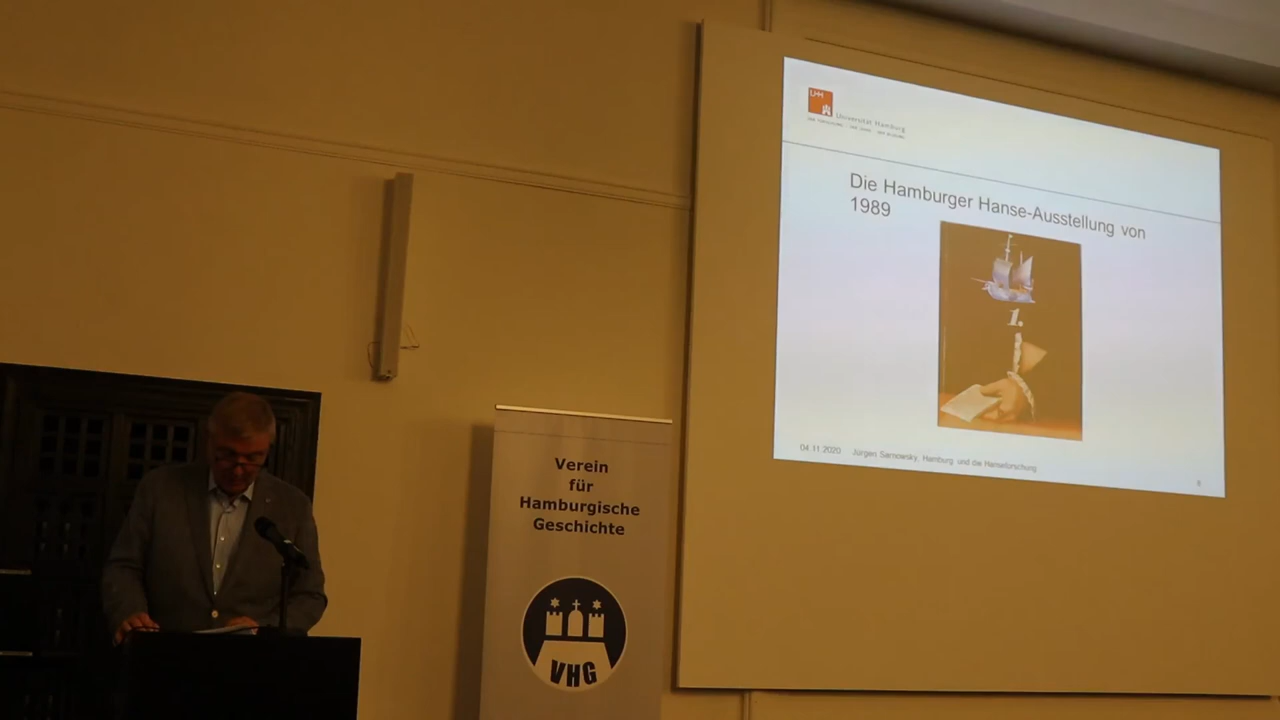 UHH
Universität Hamburg
Die Hamburger Hanse-Ausstellung von
1989
1.
04.11.2020 Jürgen Sarnowsky, Hamburg und die Hanseforschung
Verein
für
Hamburgische
Geschichte
VHG